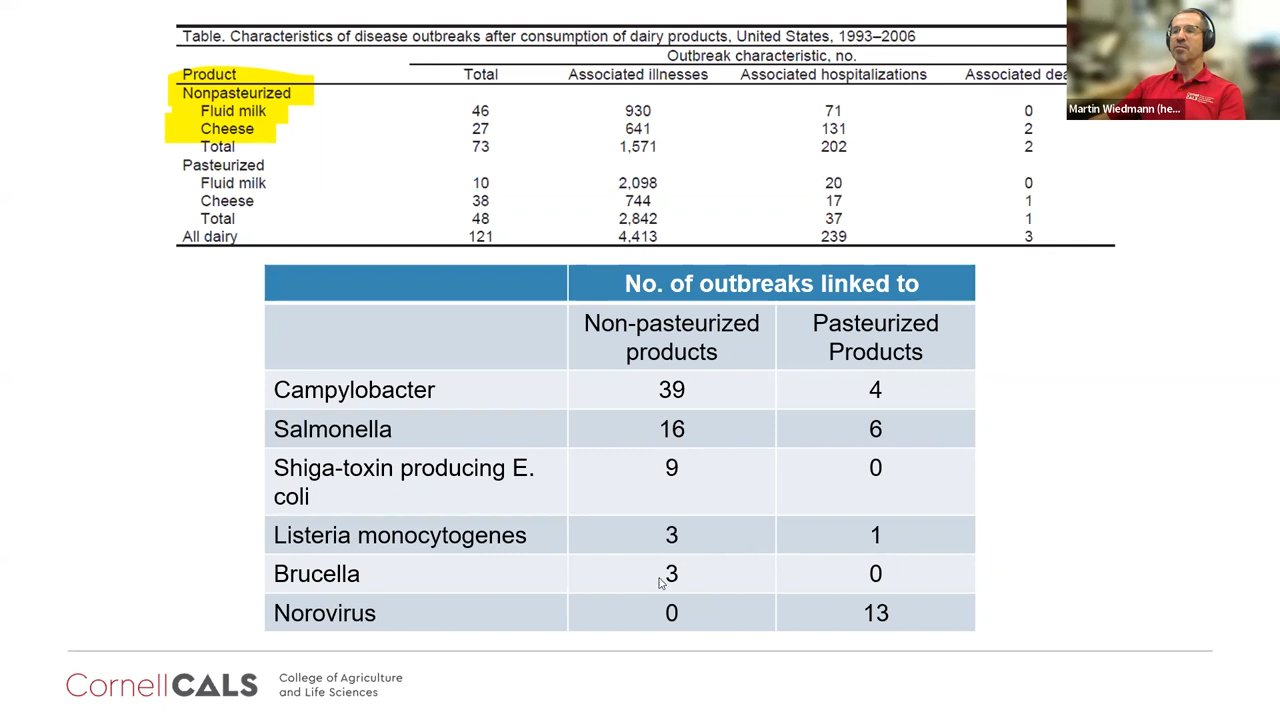 Table. Characteristics of disease outbreaks after consumption of dairy products, United States, 1993–2006
Outbreak characteristic, no.
Product Total Associated illnesses Associated hospitalizations Associated dea
Nonpasteurized
Fluid milk 46 930 71 0
Cheese 27 641 131 2
Total 73 1,571 202 2
Pasteurized
Fluid milk 10 2,098 20 0
Cheese 38 744 17 1
Total 48 2,842 37 1
All dairy 121 4,413 239 3
Martin Wiedmann (he...
No. of outbreaks linked to
Non-pasteurized Pasteurized
products Products
Campylobacter 39 4
Salmonella 16 6
Shiga-toxin producing E. 9 0
coli
Listeria monocytogenes 3 1
Brucella 3 0
Norovirus 0 13
CornellCALS
College of Agriculture
and Life Sciences